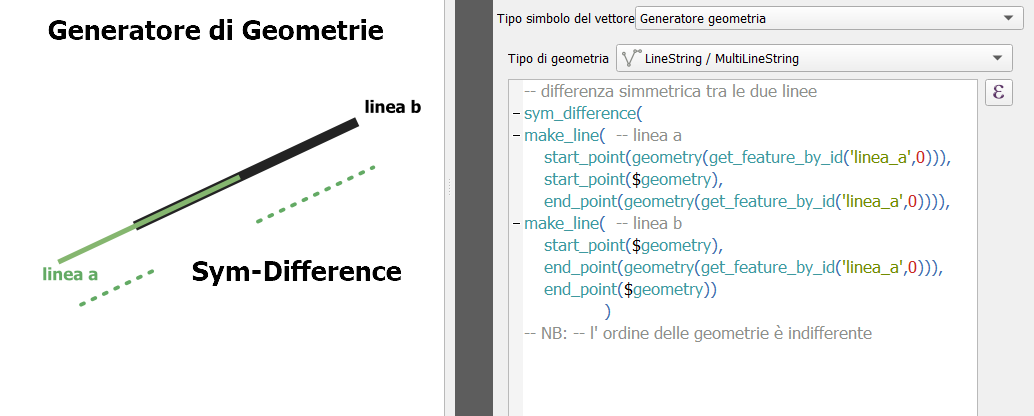 Generatore di Geometrie
linea b
linea a
Sym-Difference
Tipo simbolo del vettore Generatore geometria
Tipo di geometria LineString / MultiLineString
-- differenza simmetrica tra le due linee
sym_difference(
make_line(  -- linea a
start_point(geometry(get_feature_by_id('linea_a',0))),
start_point($geometry),
end_point(geometry(get_feature_by_id('linea_a',0)))),
make_line(  -- linea b
start_point($geometry),
end_point(geometry(get_feature_by_id('linea_a',0))),
end_point($geometry))
)
-- NB: -- l' ordine delle geometrie è indifferente
ε